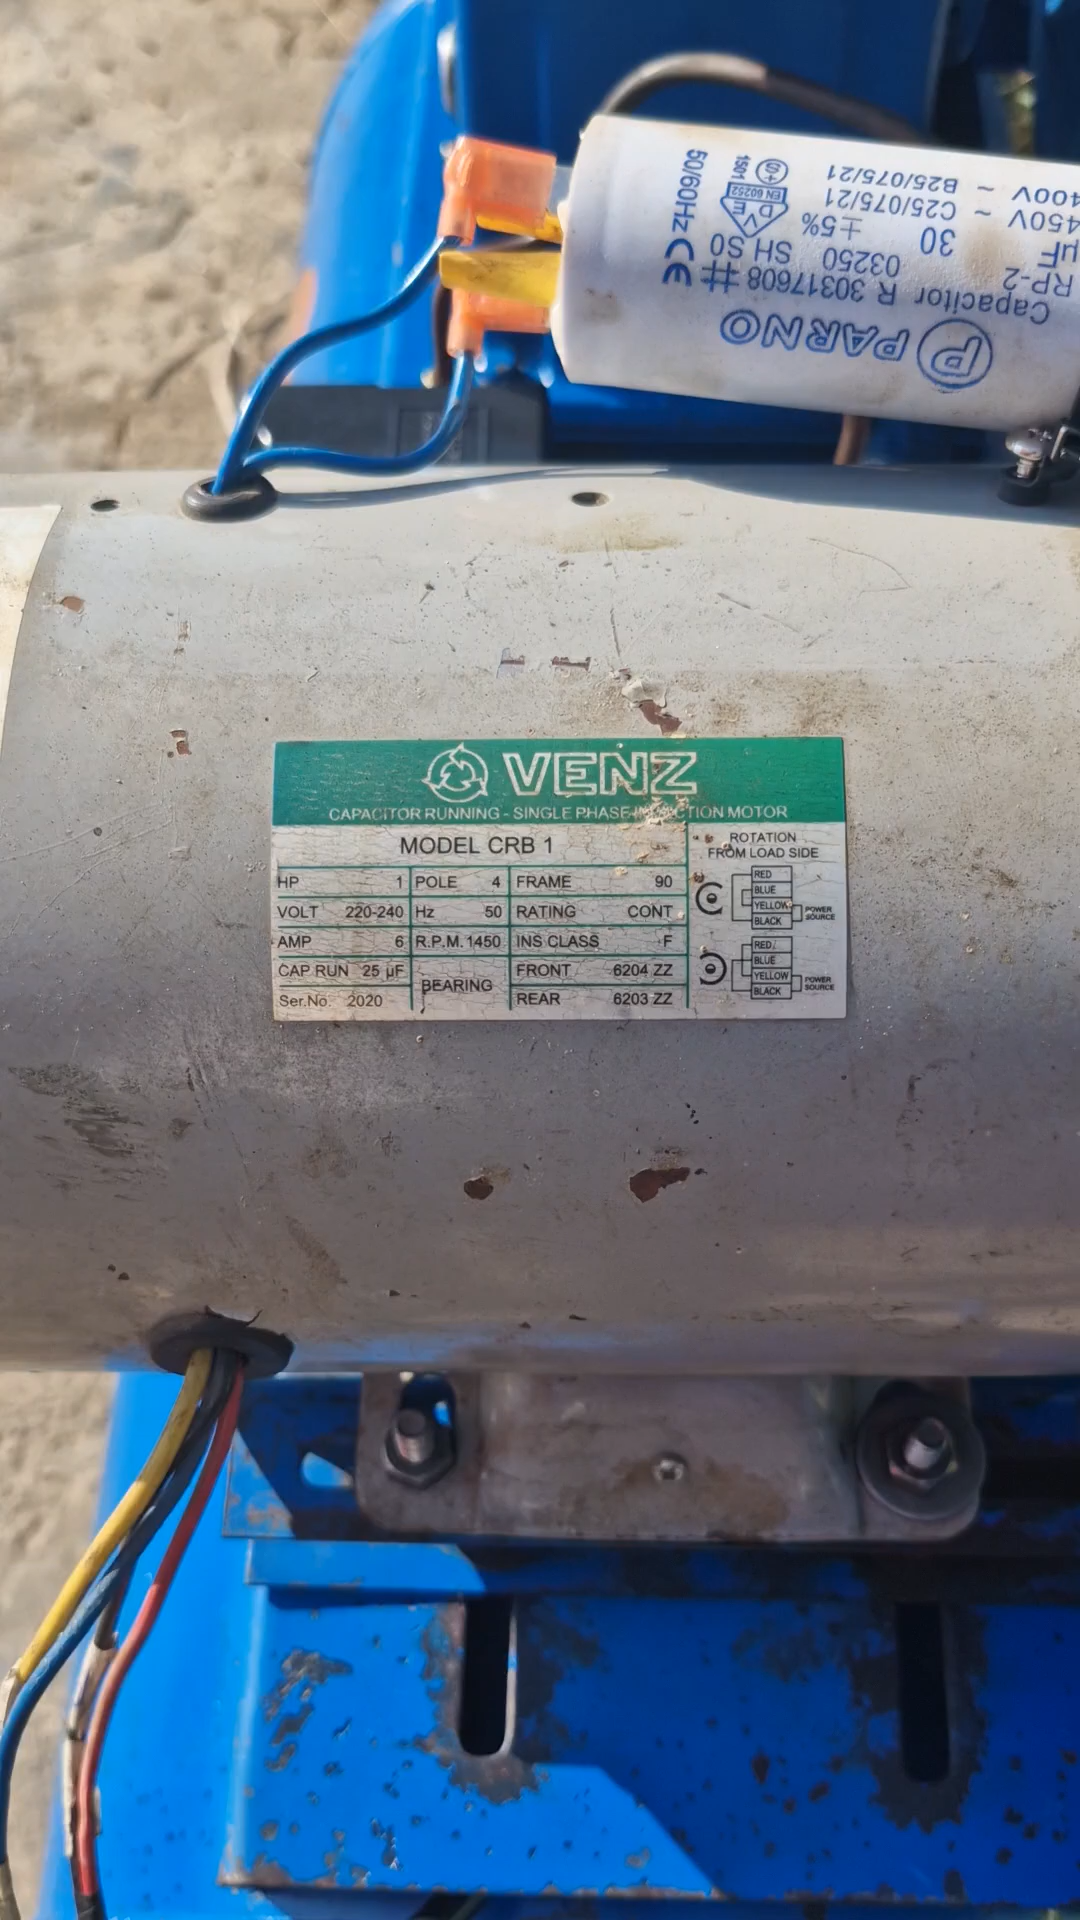 PARNO
Capacitor R 30317608 #
RP-2 03250 SH S0
µF 30 ±5%
450V ~ C25/075/21
400V ~ B25/075/21
50/60Hz CE
DVE
EN 60252
1501
VENZ
CAPACITOR RUNNING - SINGLE PHASE INDUCTION MOTOR
MODEL CRB 1
HP 1 POLE 4 FRAME 90
VOLT 220-240 Hz 50 RATING CONT
AMP 6 R.P.M. 1450 INS CLASS F
CAP RUN 25 µF BEARING FRONT 6204 ZZ
Ser.No. 2020 REAR 6203 ZZ
ROTATION
FROM LOAD SIDE
RED
BLUE
YELLOW
BLACK
POWER
SOURCE
RED
BLUE
YELLOW
BLACK
POWER
SOURCE